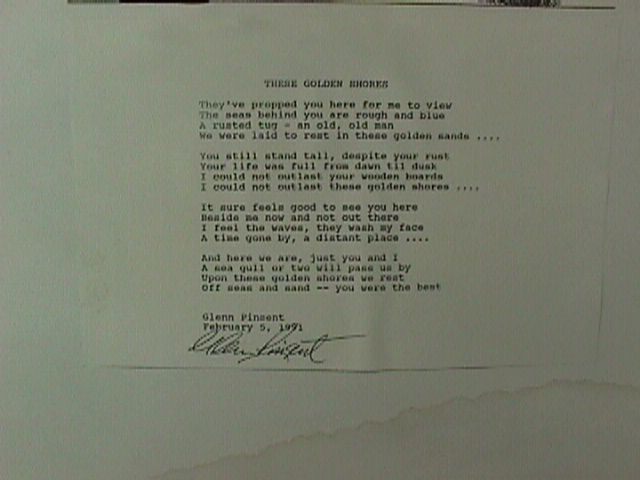 THESE GOLDEN SHORES
They've propped you here for me to view
The seas behind you are rough and blue
A rusted tug - an old, old man
We were laid to rest in these golden sands ....
You still stand tall, despite your rust
Your life was full from dawn til dusk
I could not outlast your wooden boards
I could not outlast these golden shores ....
It sure feels good to see you here
Beside me now and not out there
I feel the waves, they wash my face
A time gone by, a distant place ....
And here we are, just you and I
A sea gull or two will pass us by
Upon these golden shores we rest
Off seas and sand -- you were the best
Glenn Pinsent
February 5, 1991
Glenn Pinsent